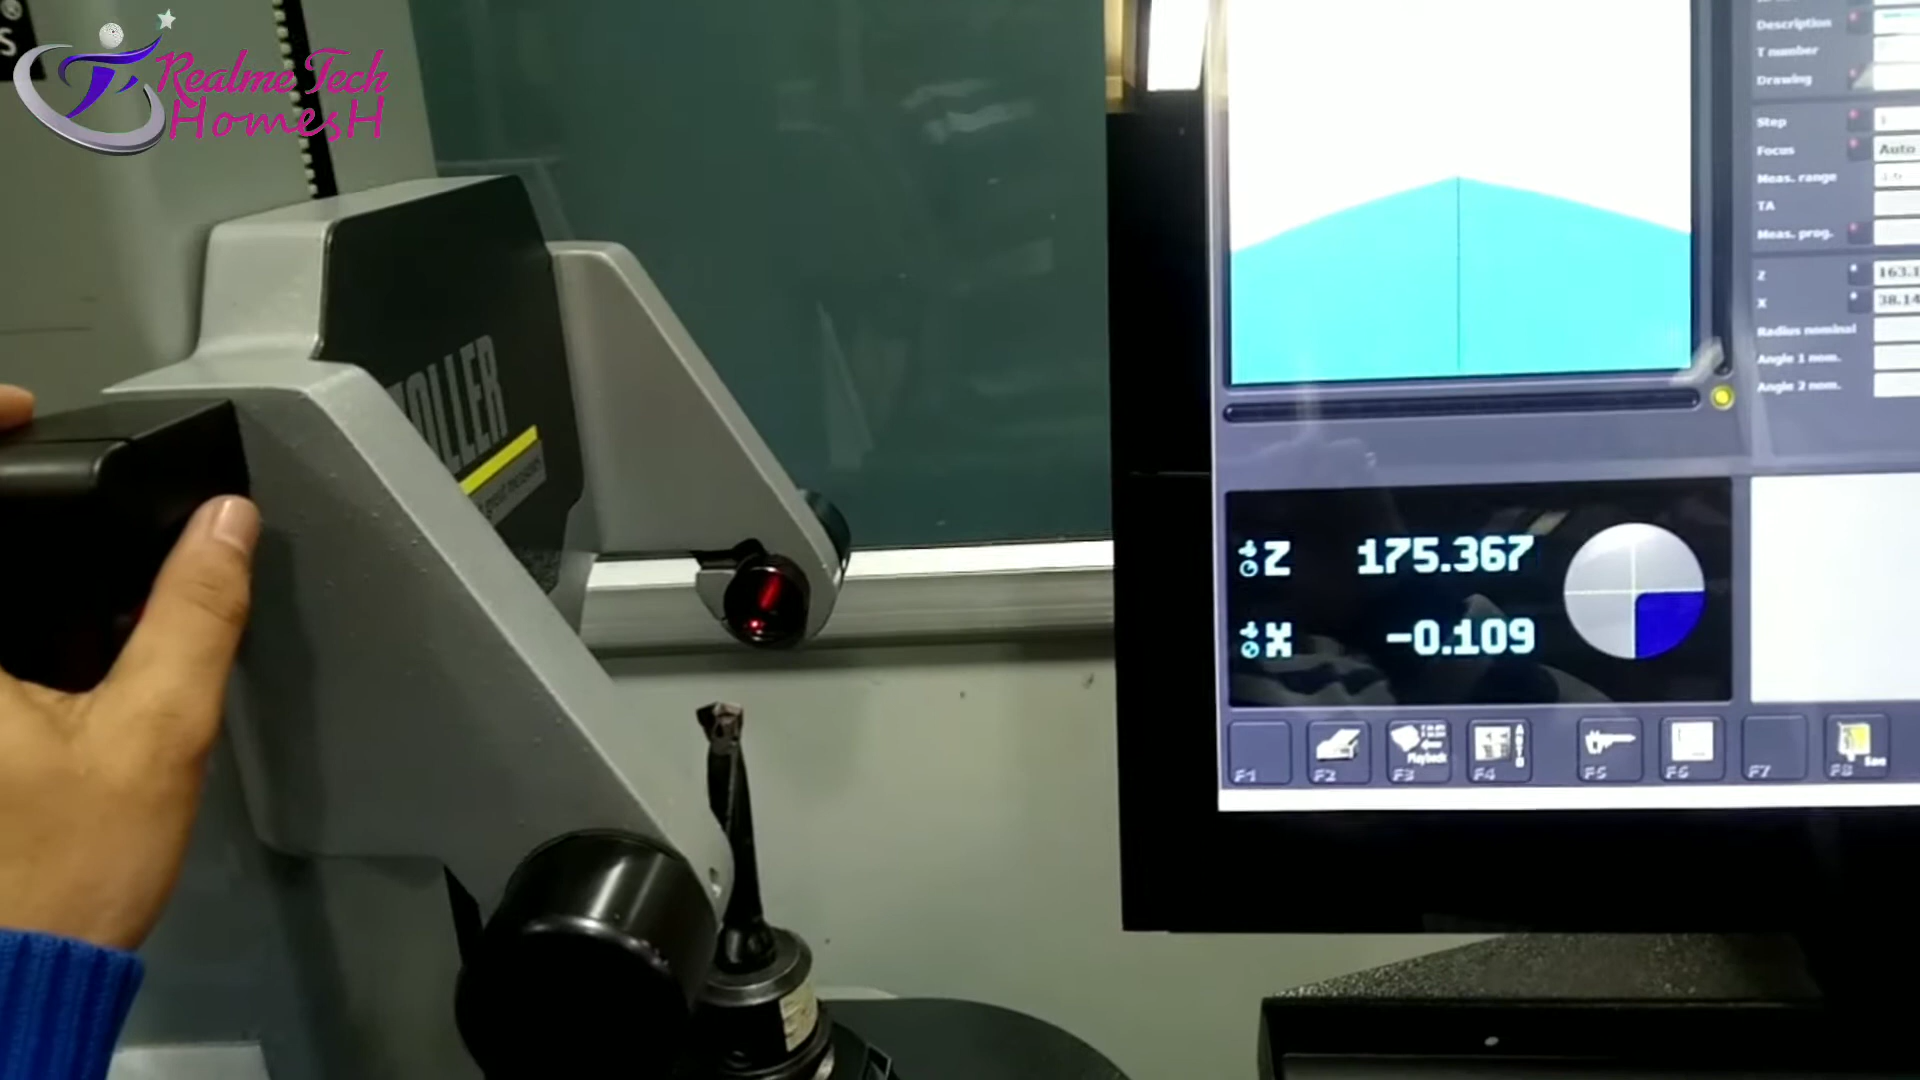 S®
Realme Tech
HomesH
OLLER
Description
T number
Drawing
Step 1
Focus Auto
Meas. range
TA
Meas. prog.
Z 163.1
X 38.14
Radius nominal
Angle 1 nom.
Angle 2 nom.
Z 175.367
X -0.109
Playback
AUTO
F1 F2 F3 F4 F5 F6 F7 F8